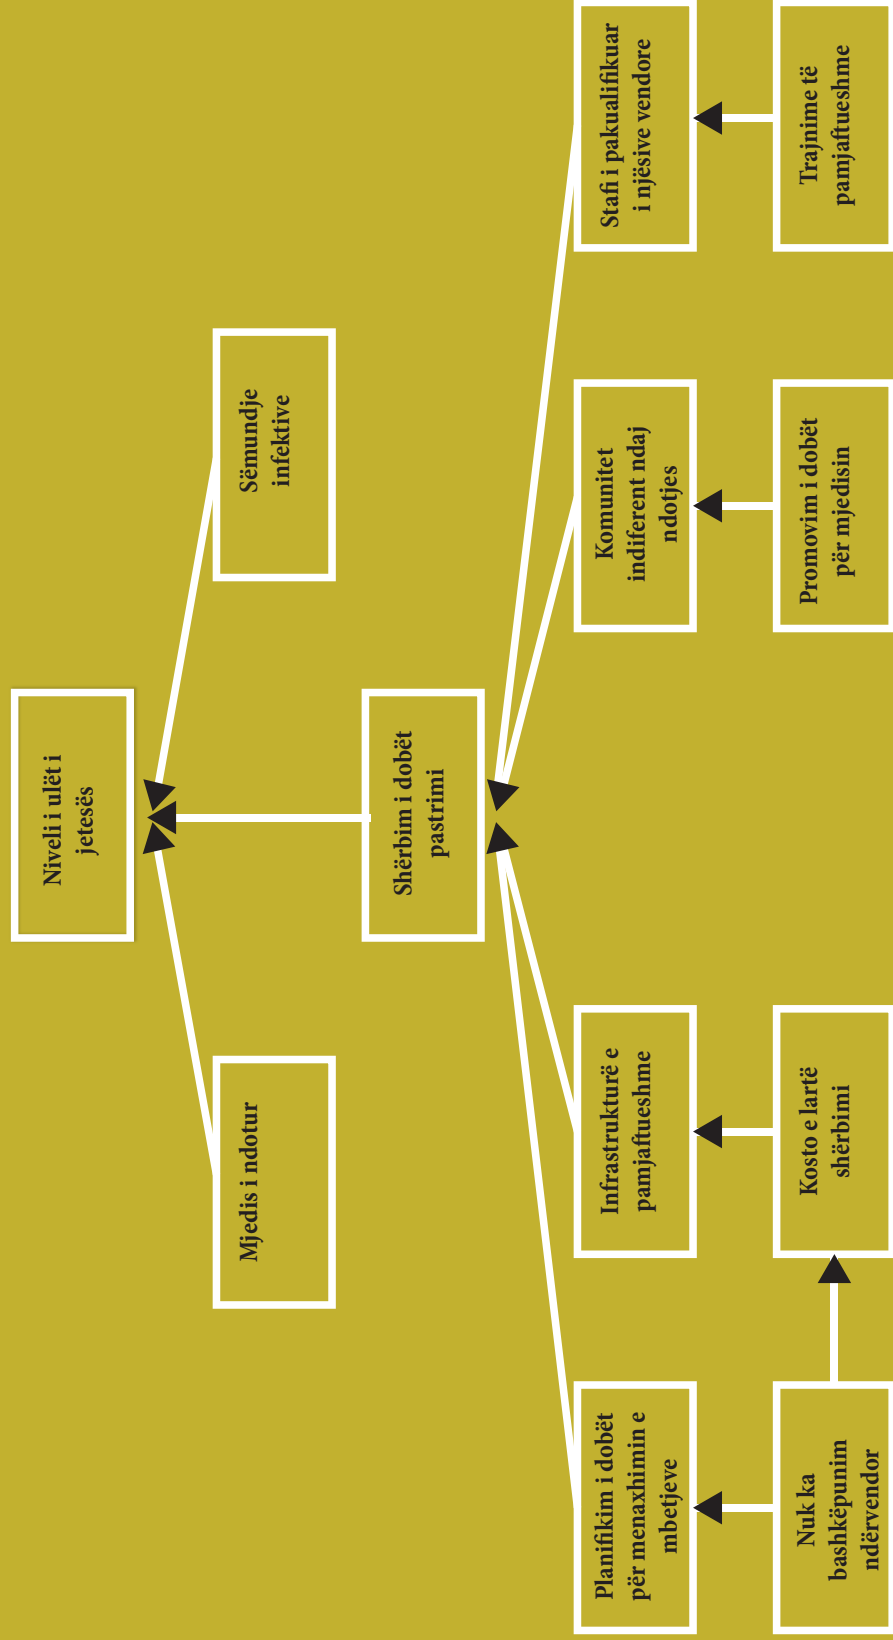 Niveli i ulët i
jetesës
Mjedis i ndotur
Sëmundje
infektive
Shërbim i dobët
pastrimi
Planifikim i dobët
për menaxhimin e
mbetjeve
Infrastrukturë e
pamjaftueshme
Komunitet
indiferent ndaj
ndotjes
Stafi i pakualifikuar
i njësive vendore
Nuk ka
bashkëpunim
ndërvendor
Kosto e lartë
shërbimi
Promovim i dobët
për mjedisin
Trajnime të
pamjaftueshme